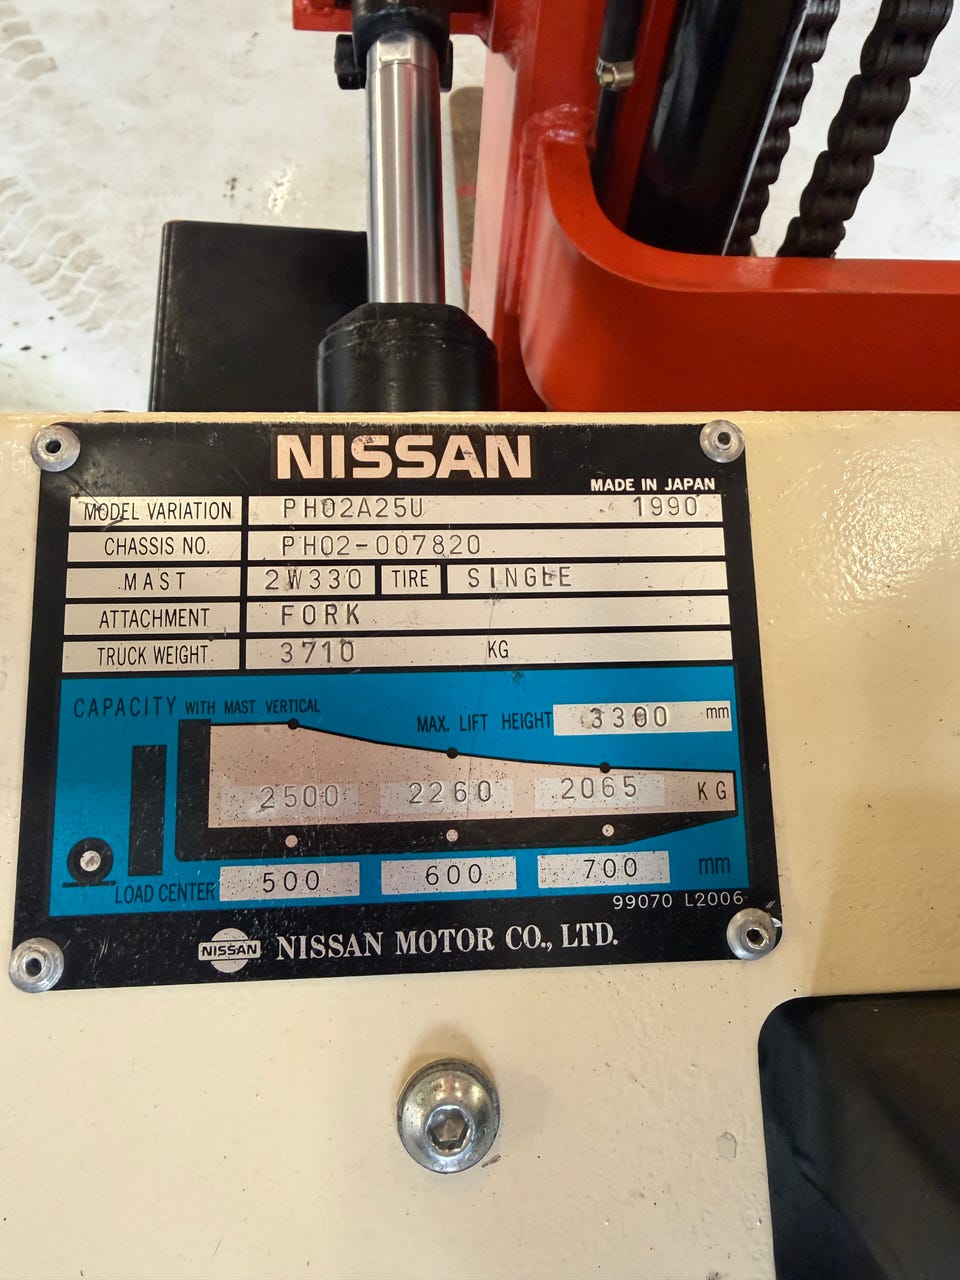 NISSAN
MADE IN JAPAN
MODEL VARIATION PH02A25U 1990
CHASSIS NO. PH02-007820
MAST 2W330 TIRE SINGLE
ATTACHMENT FORK
TRUCK WEIGHT 3710 KG
CAPACITY WITH MAST VERTICAL
MAX. LIFT HEIGHT 3300 mm
2500 2260 2065 KG
LOAD CENTER 500 600 700 mm
99070 L2006
NISSAN NISSAN MOTOR CO., LTD.